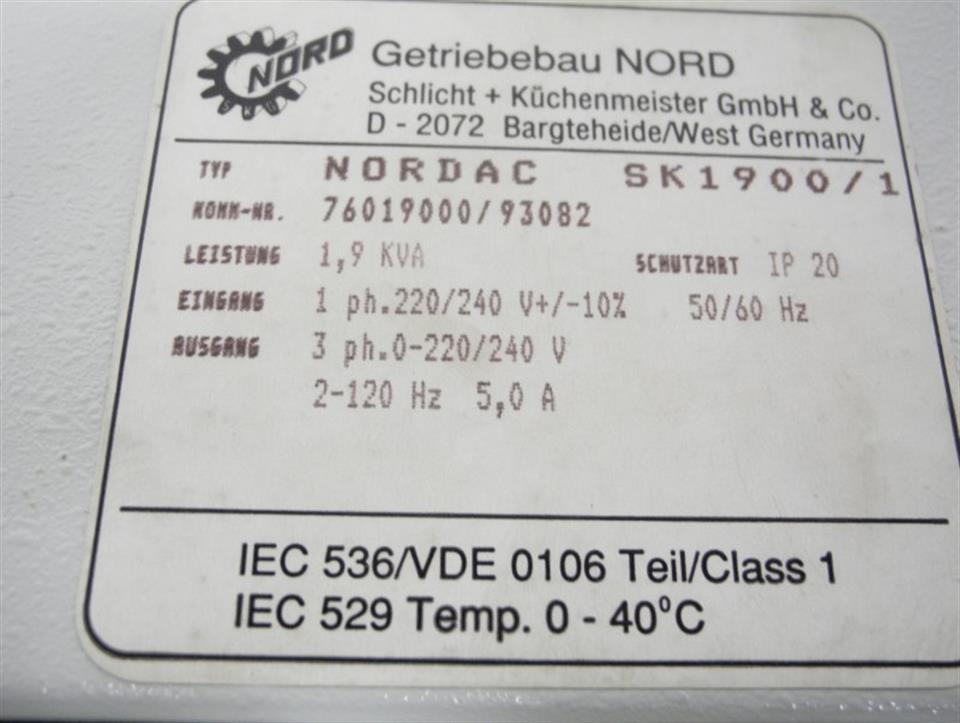 NORD
SKU
Getriebebau NORD
Schlicht + Küchenmeister GmbH & Co.
D - 2072 Bargteheide/West Germany
TYP NORDAC SK1900/1
KOMM-NR. 76019000/93082
LEISTUNG 1,9 KVA SCHUTZART IP 20
EINGANG 1 ph.220/240 V+/-10% 50/60 Hz
AUSGANG 3 ph.0-220/240 V
2-120 Hz 5,0 A
IEC 536/VDE 0106 Teil/Class 1
IEC 529 Temp. 0 - 40°C